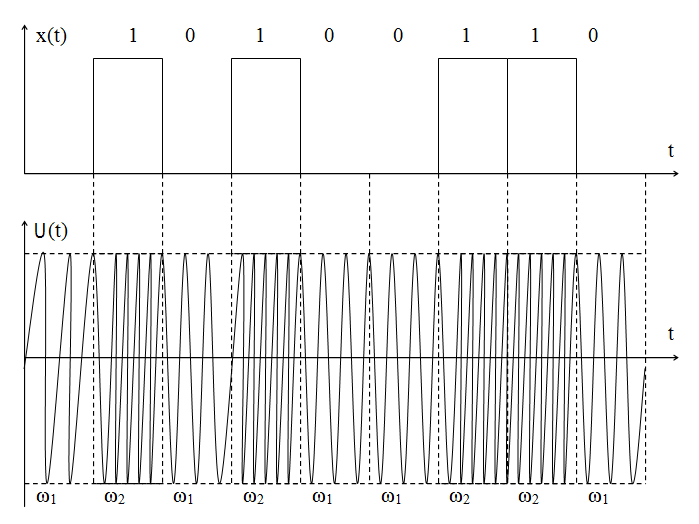 x(t) 1 0 1 0 0 1 1 0
t
U(t)
t
ω₁ ω₂ ω₁ ω₂ ω₁ ω₁ ω₂ ω₂ ω₁